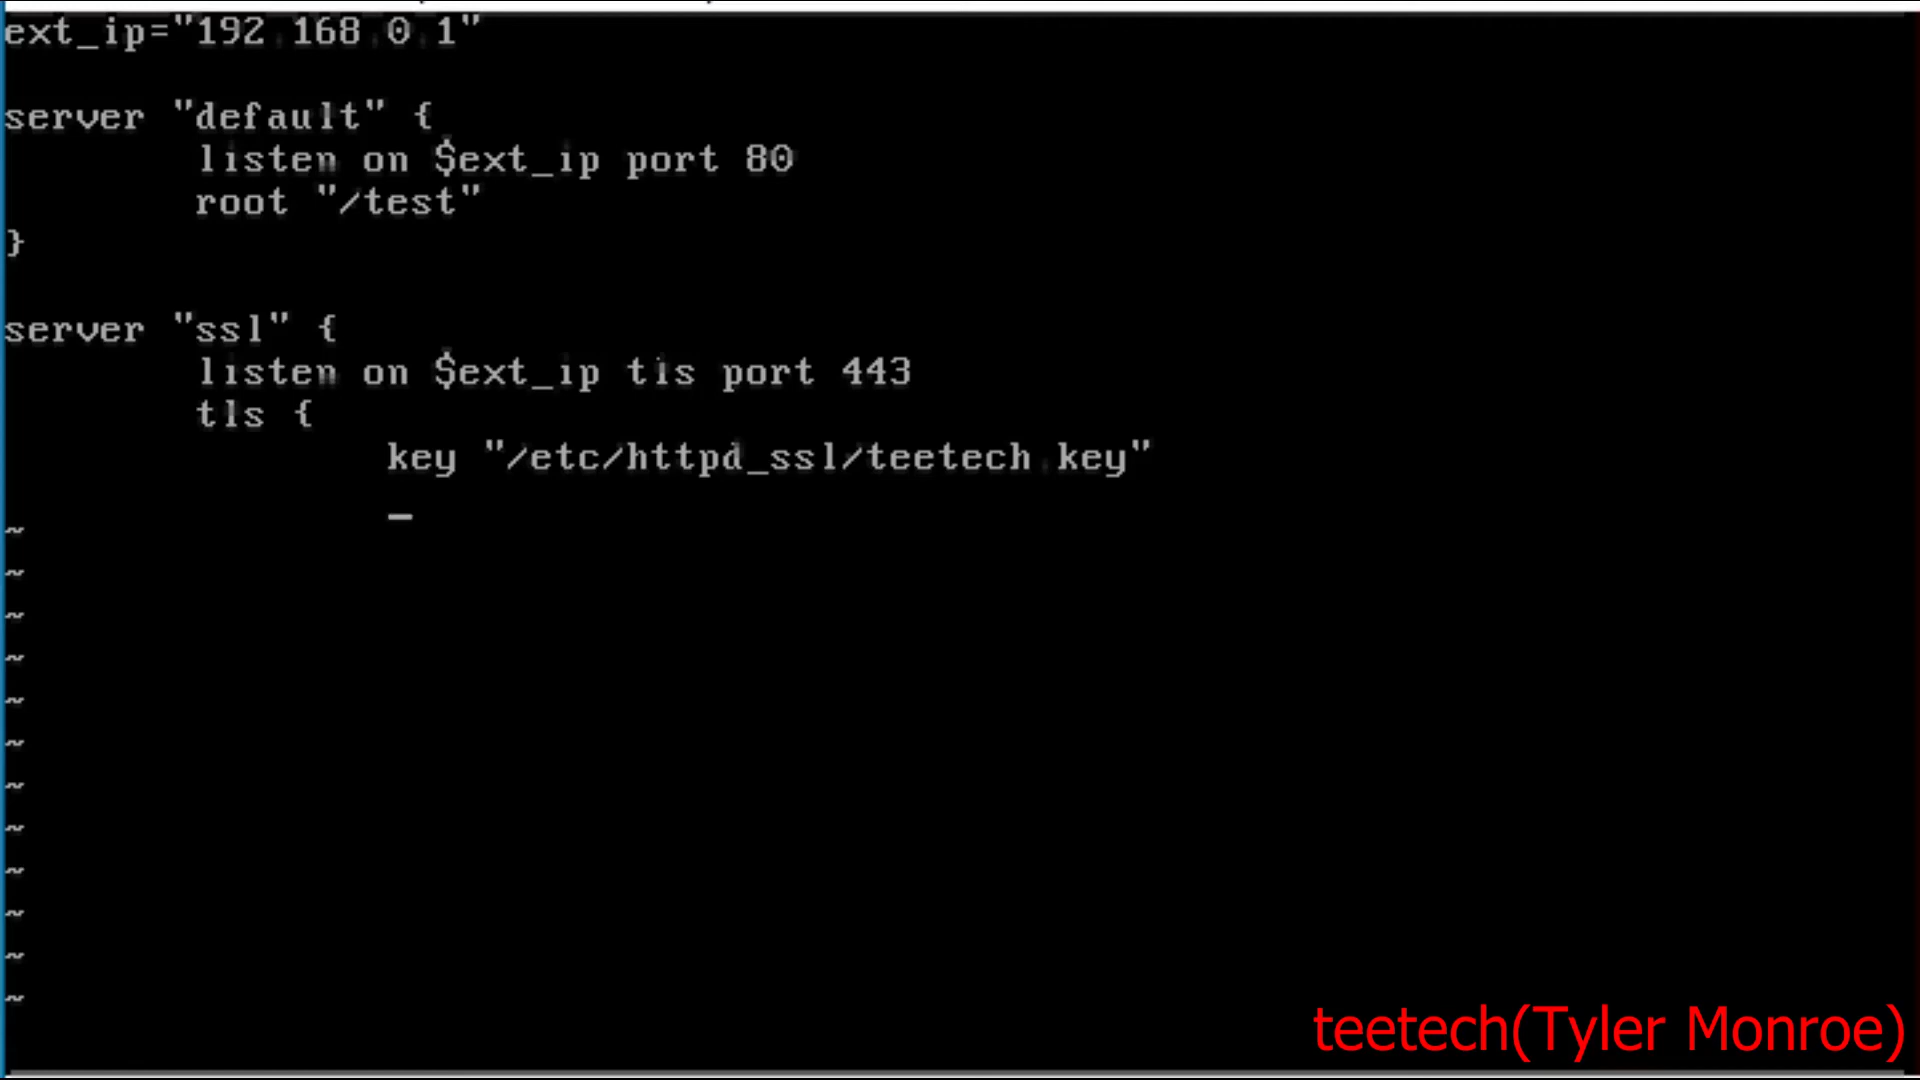 ext_ip="192.168.0.1"
server "default" {
listen on $ext_ip port 80
root "/test"
}
server "ssl" {
listen on $ext_ip tls port 443
tls {
key "/etc/httpd_ssl/teetech.key"
_
~
~
~
~
~
~
~
~
~
~
~
~
teetech(Tyler Monroe)